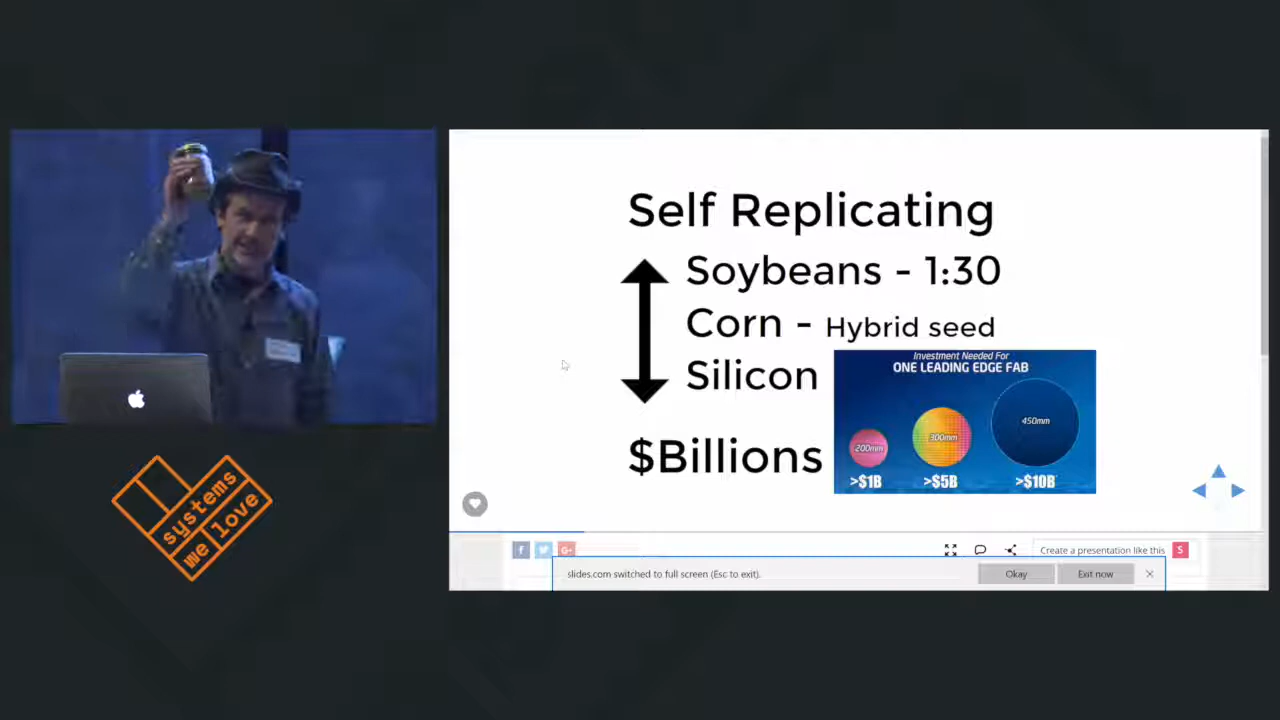 Self Replicating
Soybeans - 1:30
Corn - Hybrid seed
Silicon
Investment Needed For
ONE LEADING EDGE FAB
200mm
300mm
450mm
>$1B
>$5B
>$10B
$Billions
systems
we love
Create a presentation like this
S
slides.com switched to full screen (Esc to exit).
Okay
Exit now